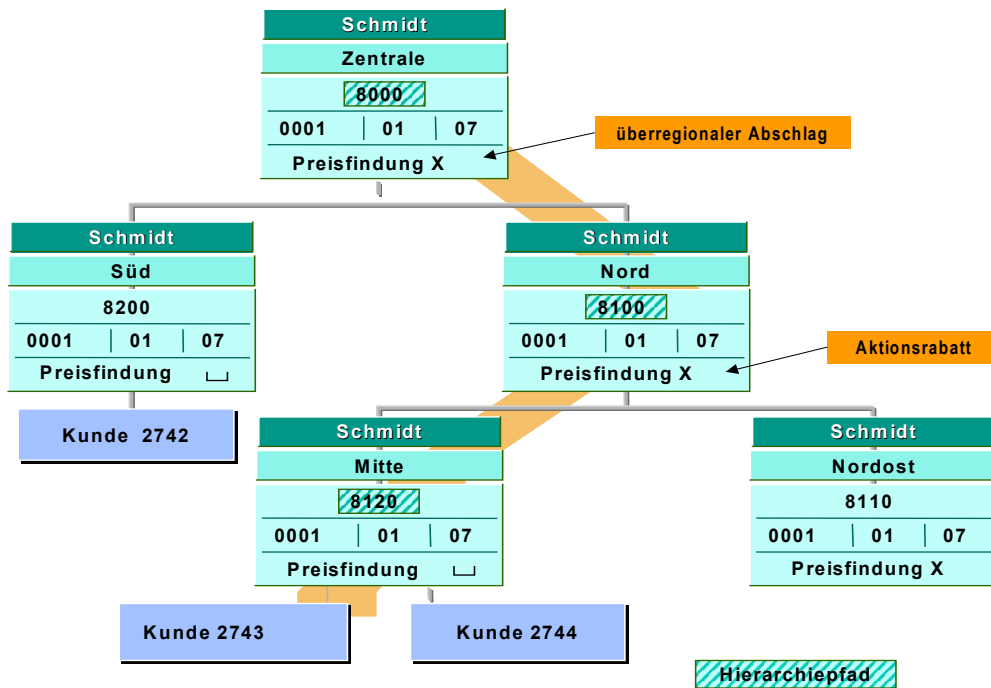 Schmidt
Zentrale
8000
0001 01 07
Preisfindung X
überregionaler Abschlag
Schmidt
Süd
8200
0001 01 07
Preisfindung
Kunde 2742
Schmidt
Nord
8100
0001 01 07
Preisfindung X
Aktionsrabatt
Schmidt
Mitte
8120
0001 01 07
Preisfindung
Schmidt
Nordost
8110
0001 01 07
Preisfindung X
Kunde 2743
Kunde 2744
Hierarchiepfad